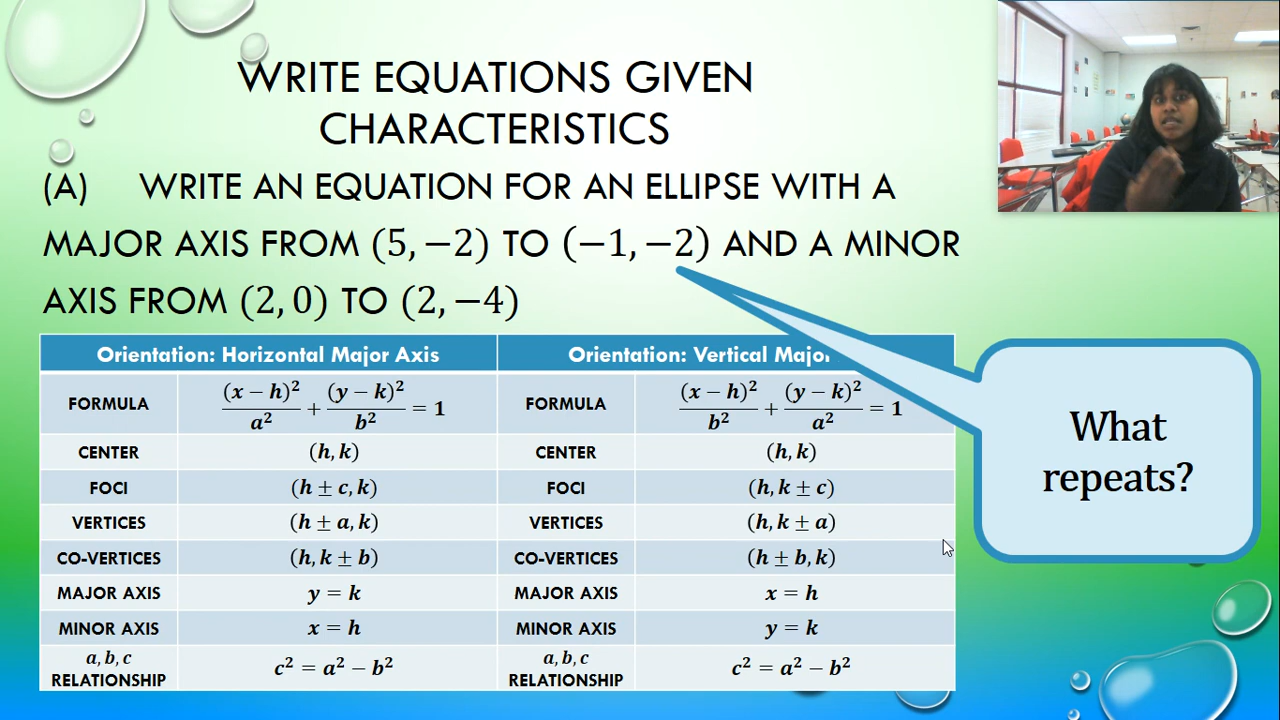 WRITE EQUATIONS GIVEN
CHARACTERISTICS
(A) WRITE AN EQUATION FOR AN ELLIPSE WITH A
MAJOR AXIS FROM (5, −2) TO (−1, −2) AND A MINOR
AXIS FROM (2, 0) TO (2, −4)
Orientation: Horizontal Major Axis
Orientation: Vertical Major
FORMULA (x − h)²/a² + (y − k)²/b² = 1 FORMULA (x − h)²/b² + (y − k)²/a² = 1
CENTER (h, k) CENTER (h, k)
FOCI (h ± c, k) FOCI (h, k ± c)
VERTICES (h ± a, k) VERTICES (h, k ± a)
CO-VERTICES (h, k ± b) CO-VERTICES (h ± b, k)
MAJOR AXIS y = k MAJOR AXIS x = h
MINOR AXIS x = h MINOR AXIS y = k
a, b, c RELATIONSHIP c² = a² − b² a, b, c RELATIONSHIP c² = a² − b²
What
repeats?